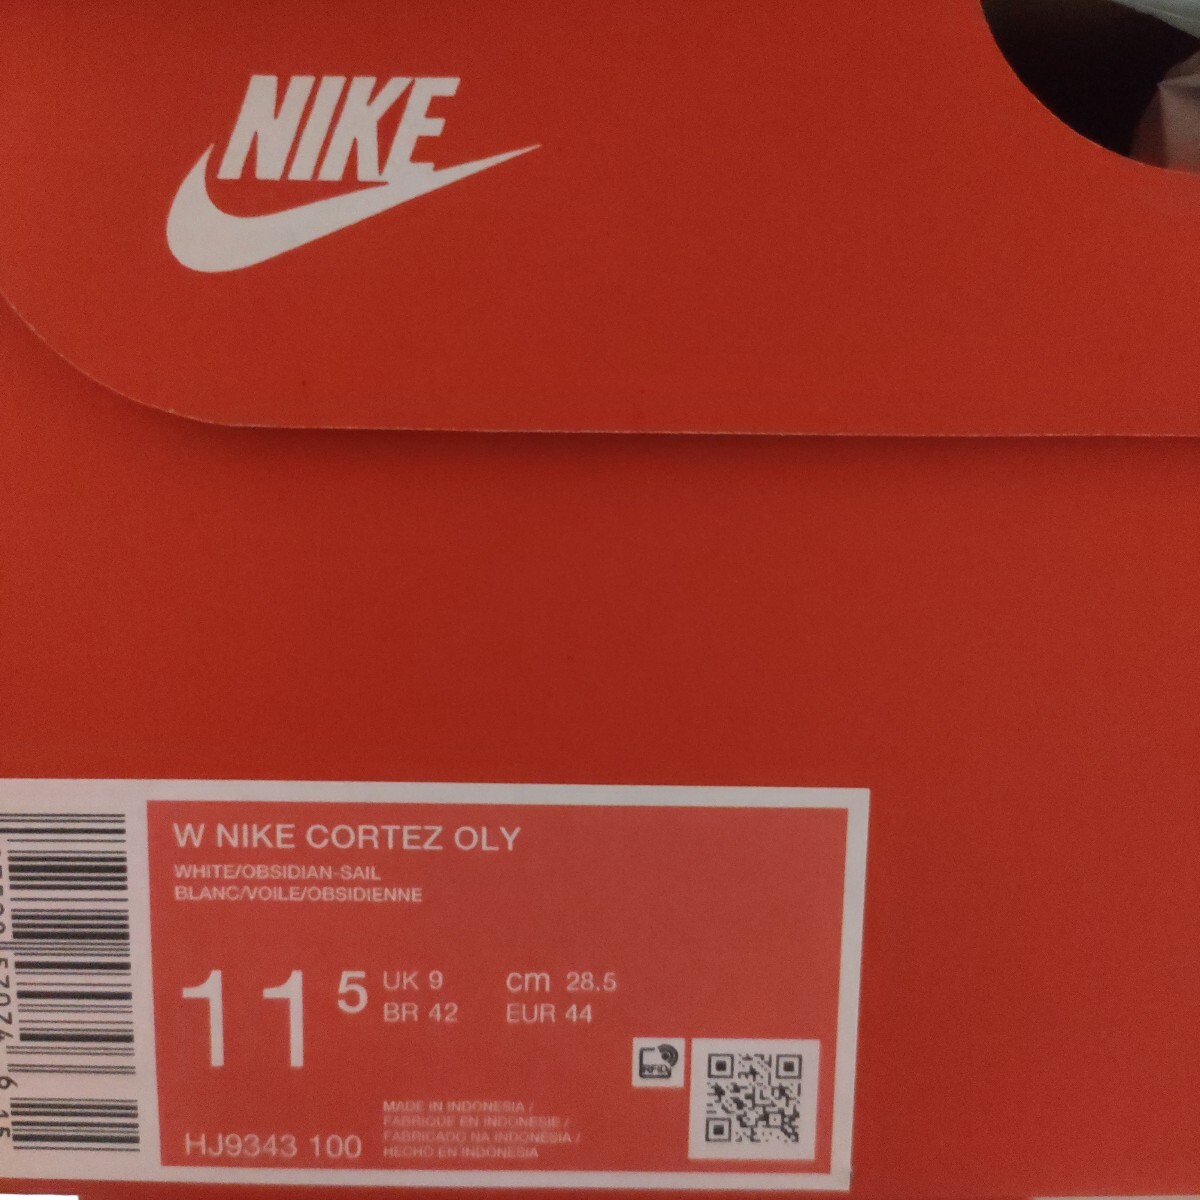 NIKE
W NIKE CORTEZ OLY
WHITE/OBSIDIAN-SAIL
BLANC/VOILE/OBSIDIENNE
11 5
UK 9 cm 28.5
BR 42 EUR 44
RFID
MADE IN INDONESIA /
FABRIQUE EN INDONESIE /
FABRICADO NA INDONESIA /
HECHO EN INDONESIA
HJ9343 100